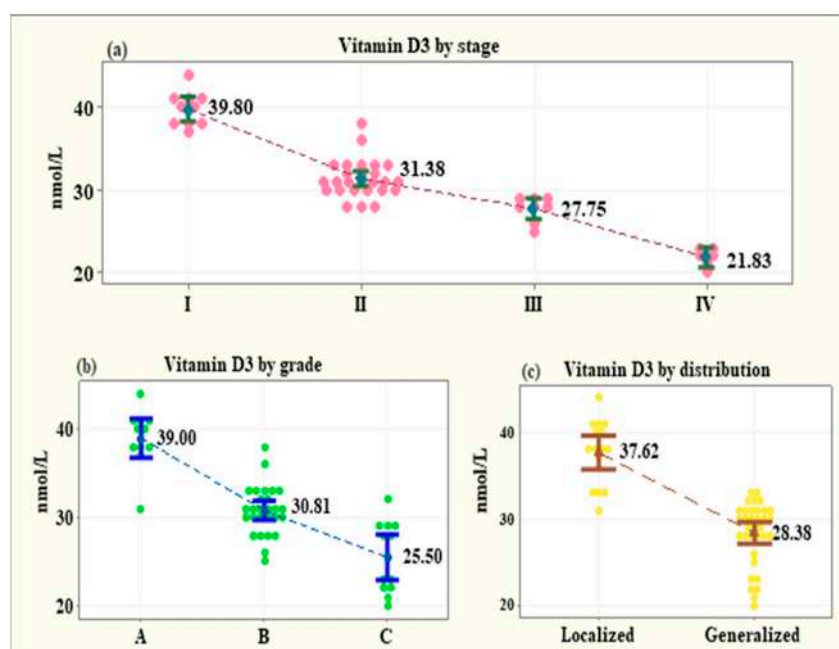 (a) Vitamin D3 by stage
nmol/L
40
30
20
39.80
31.38
27.75
21.83
I II III IV
(b) Vitamin D3 by grade
nmol/L
40
30
20
39.00
30.81
25.50
A B C
(c) Vitamin D3 by distribution
nmol/L
40
30
20
37.62
28.38
Localized Generalized